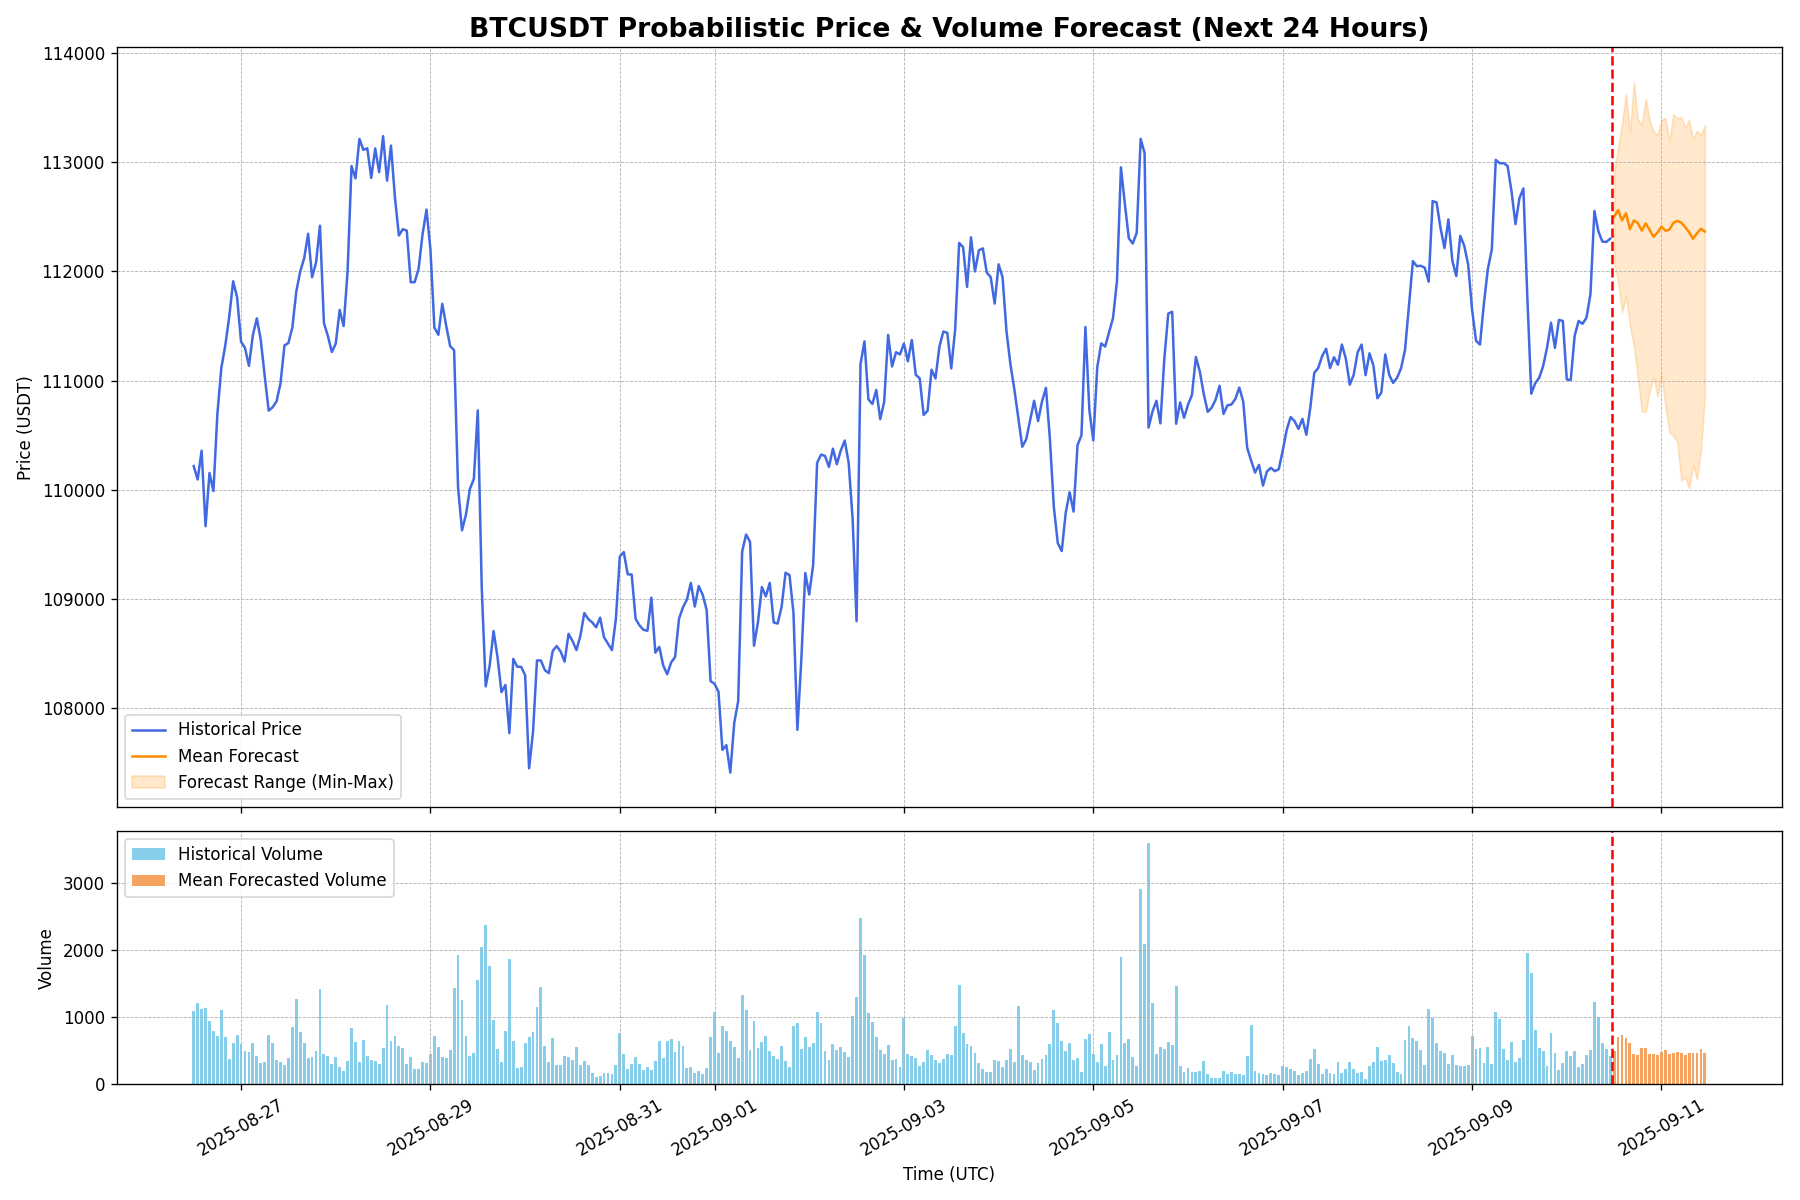 BTCUSDT Probabilistic Price & Volume Forecast (Next 24 Hours)
114000
113000
112000
111000
110000
109000
108000
Price (USDT)
Historical Price
Mean Forecast
Forecast Range (Min-Max)
Historical Volume
Mean Forecasted Volume
3000
2000
1000
0
Volume
2025-08-27
2025-08-29
2025-08-31
2025-09-01
2025-09-03
2025-09-05
2025-09-07
2025-09-09
2025-09-11
Time (UTC)